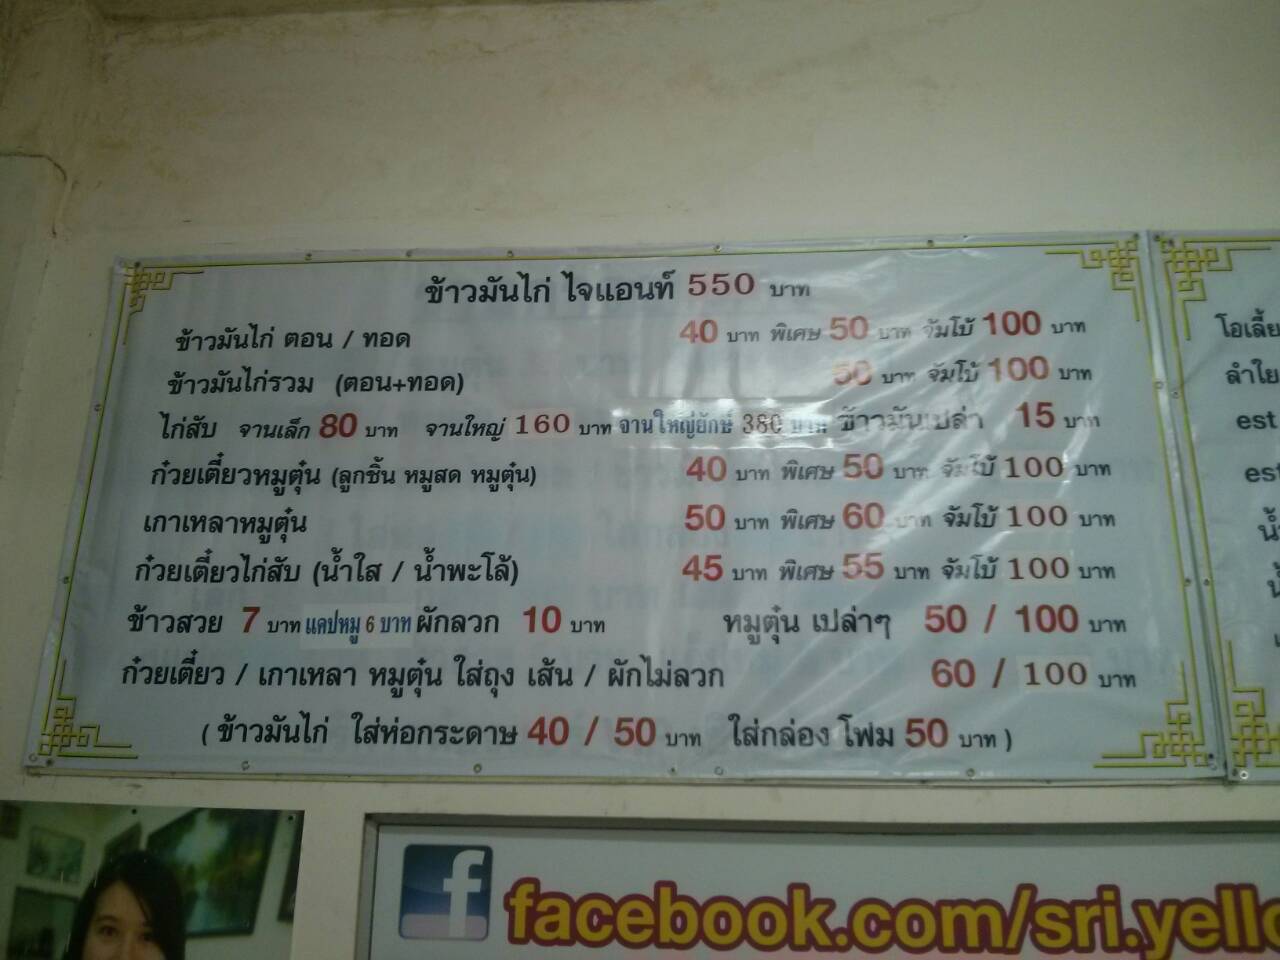 ข้าวมันไก่ ไจแอนท์ 550 บาท
ข้าวมันไก่ ตอน / ทอด 40 บาท พิเศษ 50 บาท จัมโบ้ 100 บาท
ข้าวมันไก่รวม (ตอน+ทอด) 50 บาท จัมโบ้ 100 บาท
ไก่สับ จานเล็ก 80 บาท จานใหญ่ 160 บาท จานใหญ่ยักษ์ 380 บาท ข้าวมันเปล่า 15 บาท
ก๋วยเตี๋ยวหมูตุ๋น (ลูกชิ้น หมูสด หมูตุ๋น) 40 บาท พิเศษ 50 บาท จัมโบ้ 100 บาท
เกาเหลาหมูตุ๋น 50 บาท พิเศษ 60 บาท จัมโบ้ 100 บาท
ก๋วยเตี๋ยวไก่สับ (น้ำใส / น้ำพะโล้) 45 บาท พิเศษ 55 บาท จัมโบ้ 100 บาท
ข้าวสวย 7 บาท แคปหมู 6 บาท ผักลวก 10 บาท หมูตุ๋น เปล่าๆ 50 / 100 บาท
ก๋วยเตี๋ยว / เกาเหลา หมูตุ๋น ใส่ถุง เส้น / ผักไม่ลวก 60 / 100 บาท
( ข้าวมันไก่ ใส่ห่อกระดาษ 40 / 50 บาท ใส่กล่อง โฟม 50 บาท )
ลำใย
est
est
facebook.com/sri.yello